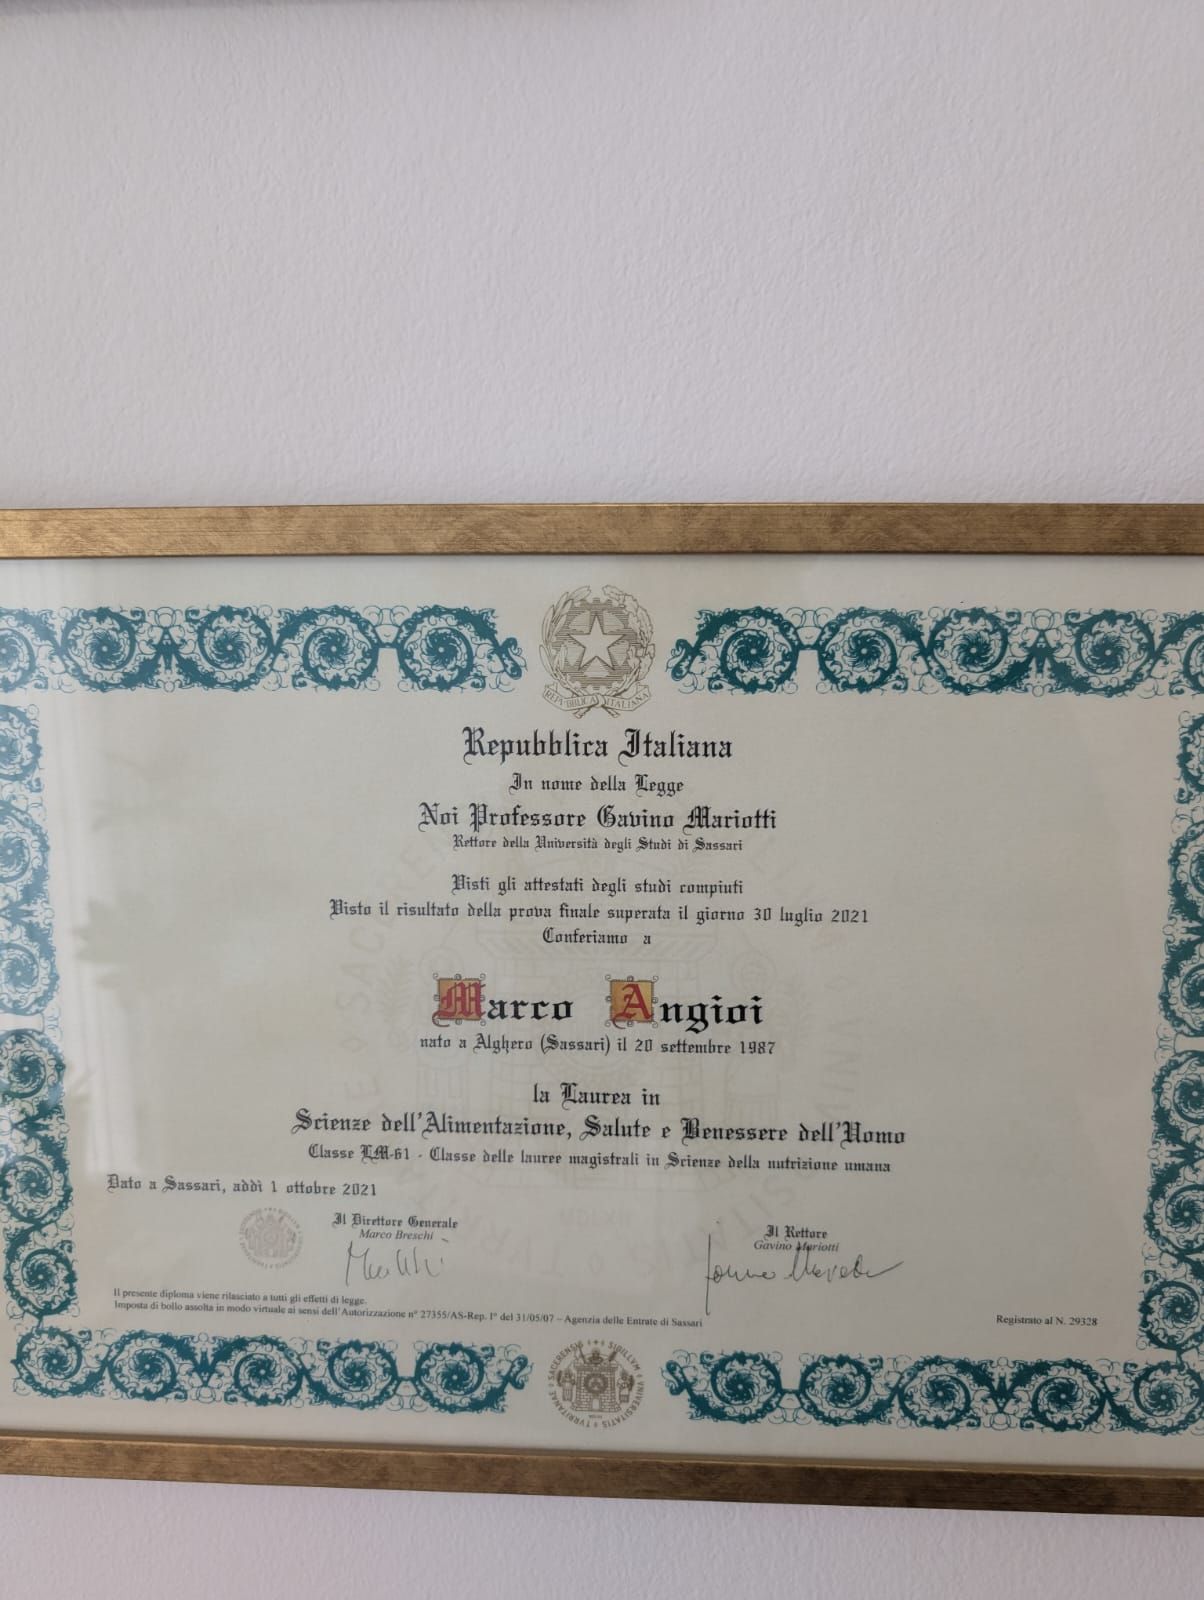 REPVBBLICA ITALIANA
Repubblica Italiana
In nome della Legge
Noi Professore Gavino Mariotti
Rettore della Università degli Studi di Sassari
Visti gli attestati degli studi compiuti
Visto il risultato della prova finale superata il giorno 30 luglio 2021
Conferiamo a
Marco Angioi
nato a Alghero (Sassari) il 20 settembre 1987
la Laurea in
Scienze dell'Alimentazione, Salute e Benessere dell'Uomo
Classe LM-61 - Classe delle lauree magistrali in Scienze della nutrizione umana
Dato a Sassari, addì 1 ottobre 2021
Il Direttore Generale
Marco Breschi
Il Rettore
Gavino Mariotti
Il presente diploma viene rilasciato a tutti gli effetti di legge.
Imposta di bollo assolta in modo virtuale ai sensi dell'Autorizzazione n° 27355/AS-Rep. I° del 31/05/07 – Agenzia delle Entrate di Sassari
Registrato al N. 29328